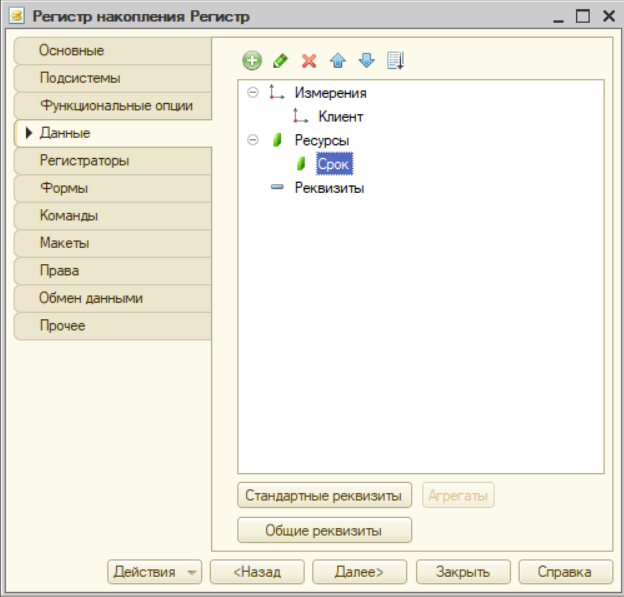 Регистр накопления Регистр
Основные
Подсистемы
Функциональные опции
Данные
Регистраторы
Формы
Команды
Макеты
Права
Обмен данными
Прочее
Измерения
Клиент
Ресурсы
Срок
Реквизиты
Стандартные реквизиты
Агрегаты
Общие реквизиты
Действия
<Назад
Далее>
Закрыть
Справка